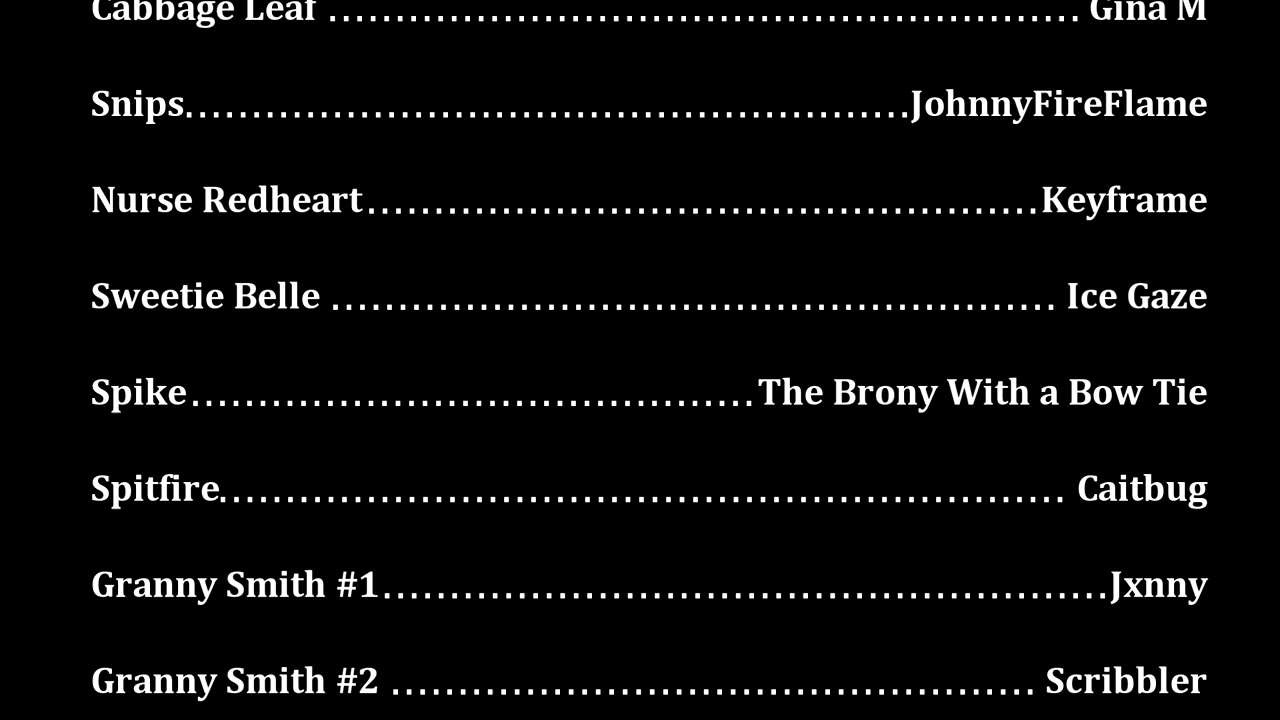 Cabbage Leaf ........................................................ Gina M
Snips......................................................JohnnyFireFlame
Nurse Redheart..................................................Keyframe
Sweetie Belle ...................................................... Ice Gaze
Spike..........................................The Brony With a Bow Tie
Spitfire............................................................... Caitbug
Granny Smith #1......................................................Jxnny
Granny Smith #2 ................................................ Scribbler